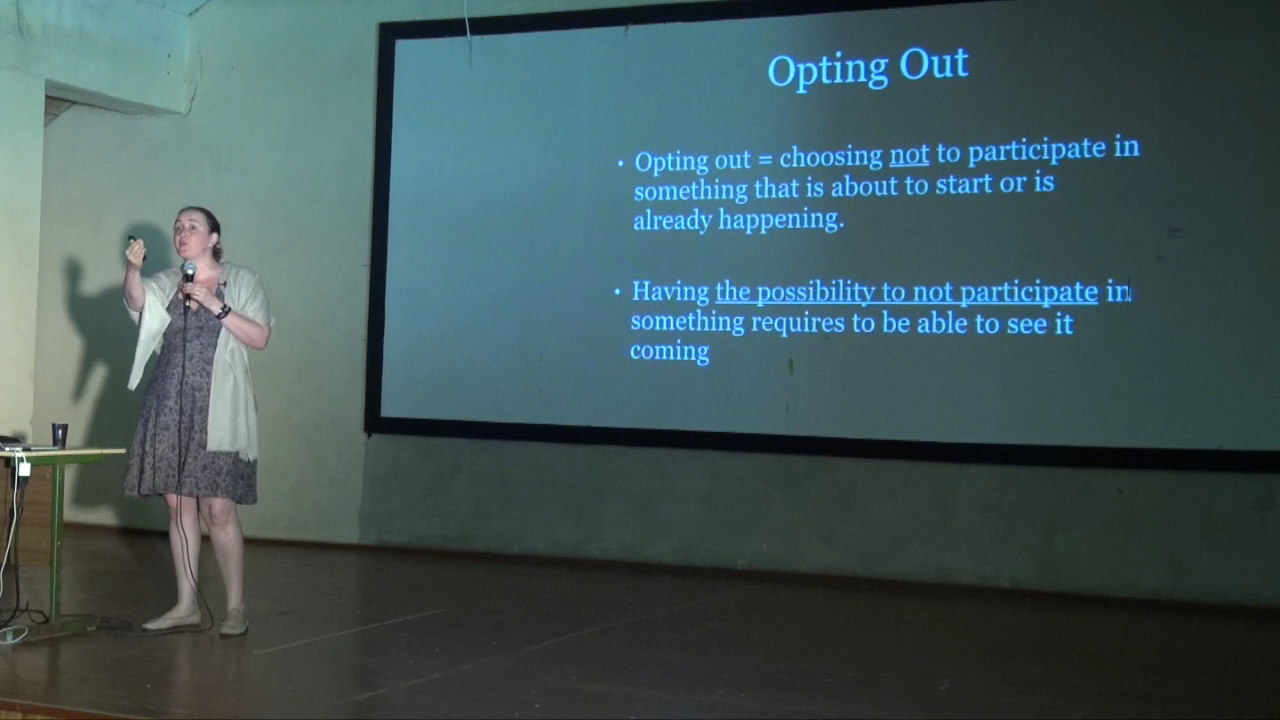 Opting Out
• Opting out = choosing not to participate in
something that is about to start or is
already happening.
• Having the possibility to not participate in
something requires to be able to see it
coming